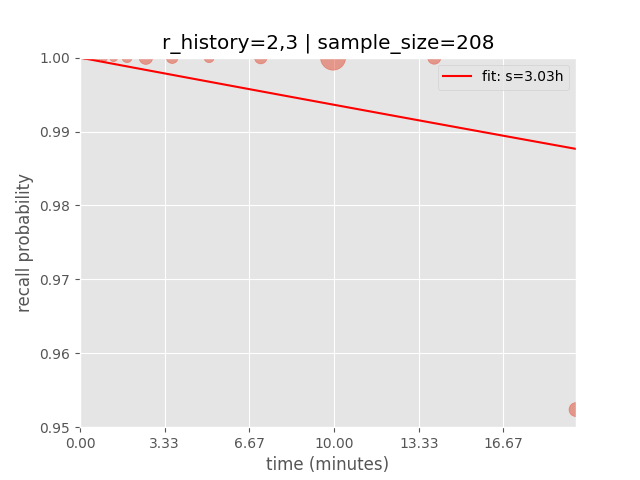 r_history=2,3 | sample_size=208
fit: s=3.03h
1.00
0.99
0.98
0.97
0.96
0.95
recall probability
0.00 3.33 6.67 10.00 13.33 16.67
time (minutes)